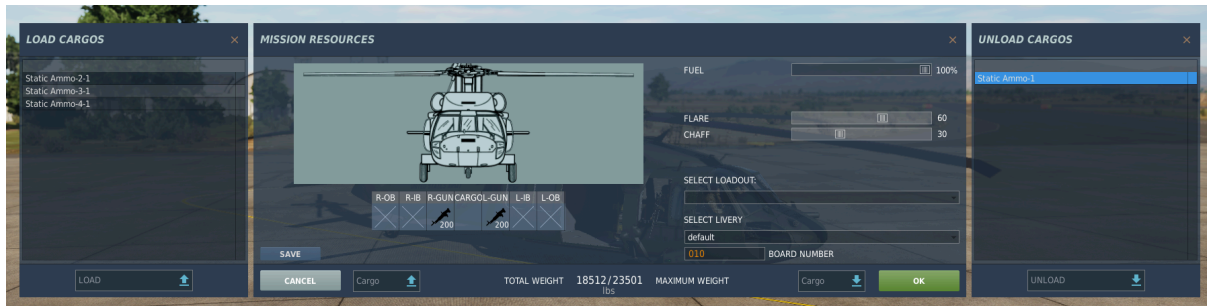 LOAD CARGOS ×
Static Ammo-2-1
Static Ammo-3-1
Static Ammo-4-1
LOAD
MISSION RESOURCES ×
R-OB R-IB R-GUN CARGO L-GUN L-IB L-OB
200 200
FUEL 100%
FLARE 60
CHAFF 30
SELECT LOADOUT:
SELECT LIVERY
default
010 BOARD NUMBER
SAVE
CANCEL Cargo TOTAL WEIGHT 18512/23501 MAXIMUM WEIGHT Cargo OK
lbs
UNLOAD CARGOS ×
Static Ammo-1
UNLOAD